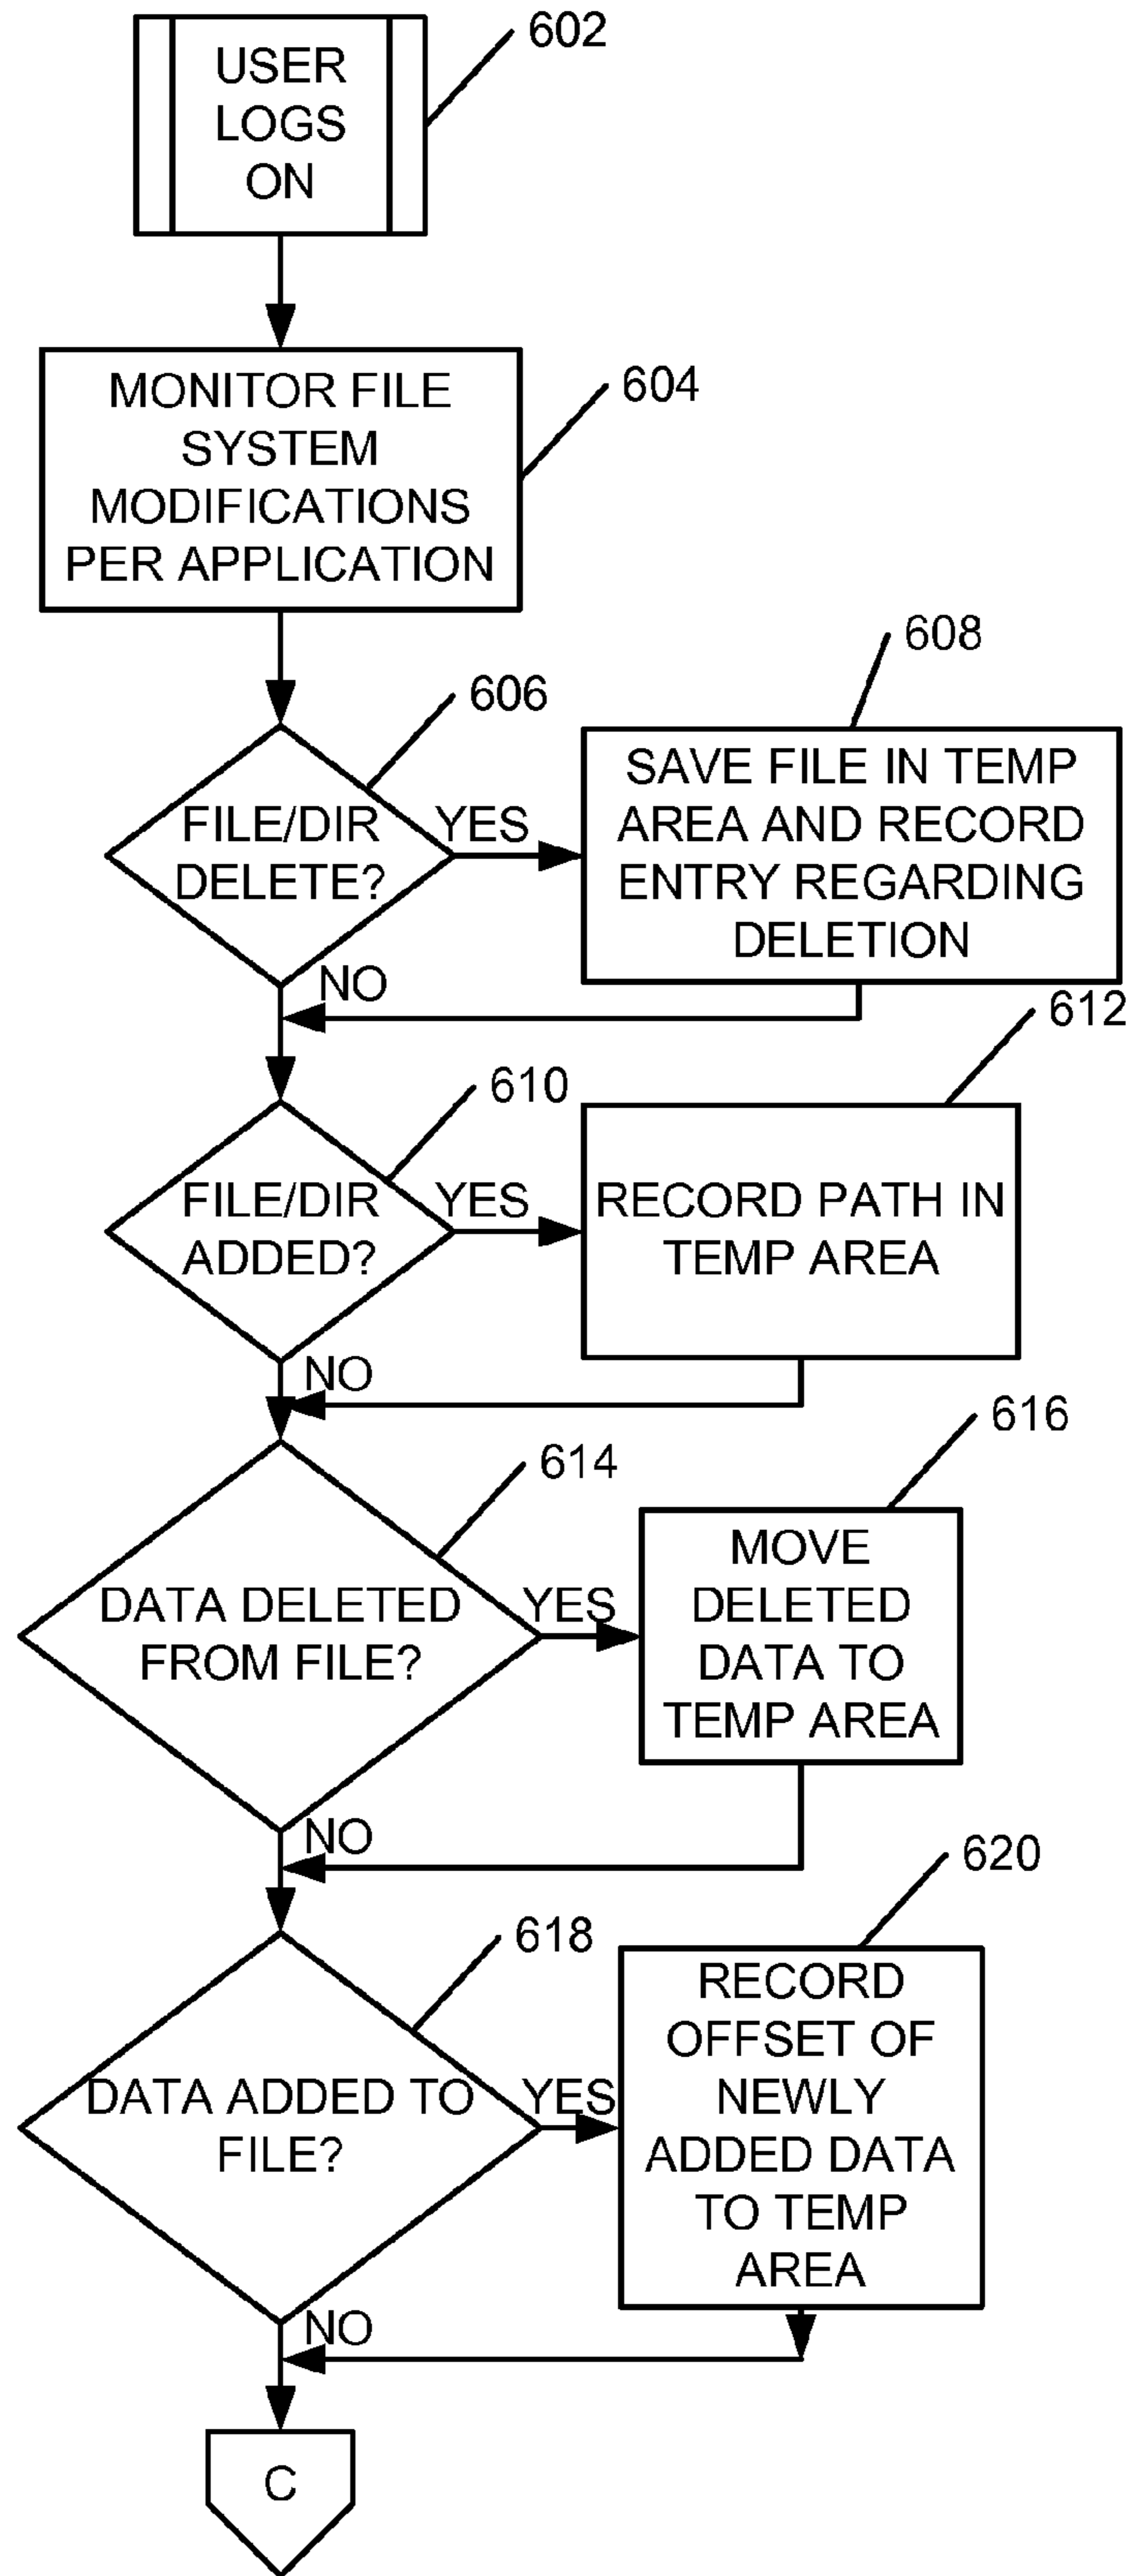 USER
LOGS
ON
602
MONITOR FILE
SYSTEM
MODIFICATIONS
PER APPLICATION
604
606
FILE/DIR
DELETE?
YES
608
SAVE FILE IN TEMP
AREA AND RECORD
ENTRY REGARDING
DELETION
NO
610
FILE/DIR
ADDED?
YES
612
RECORD PATH IN
TEMP AREA
NO
614
DATA DELETED
FROM FILE?
YES
616
MOVE
DELETED
DATA TO
TEMP AREA
NO
618
DATA ADDED TO
FILE?
YES
620
RECORD
OFFSET OF
NEWLY
ADDED DATA
TO TEMP
AREA
NO
C